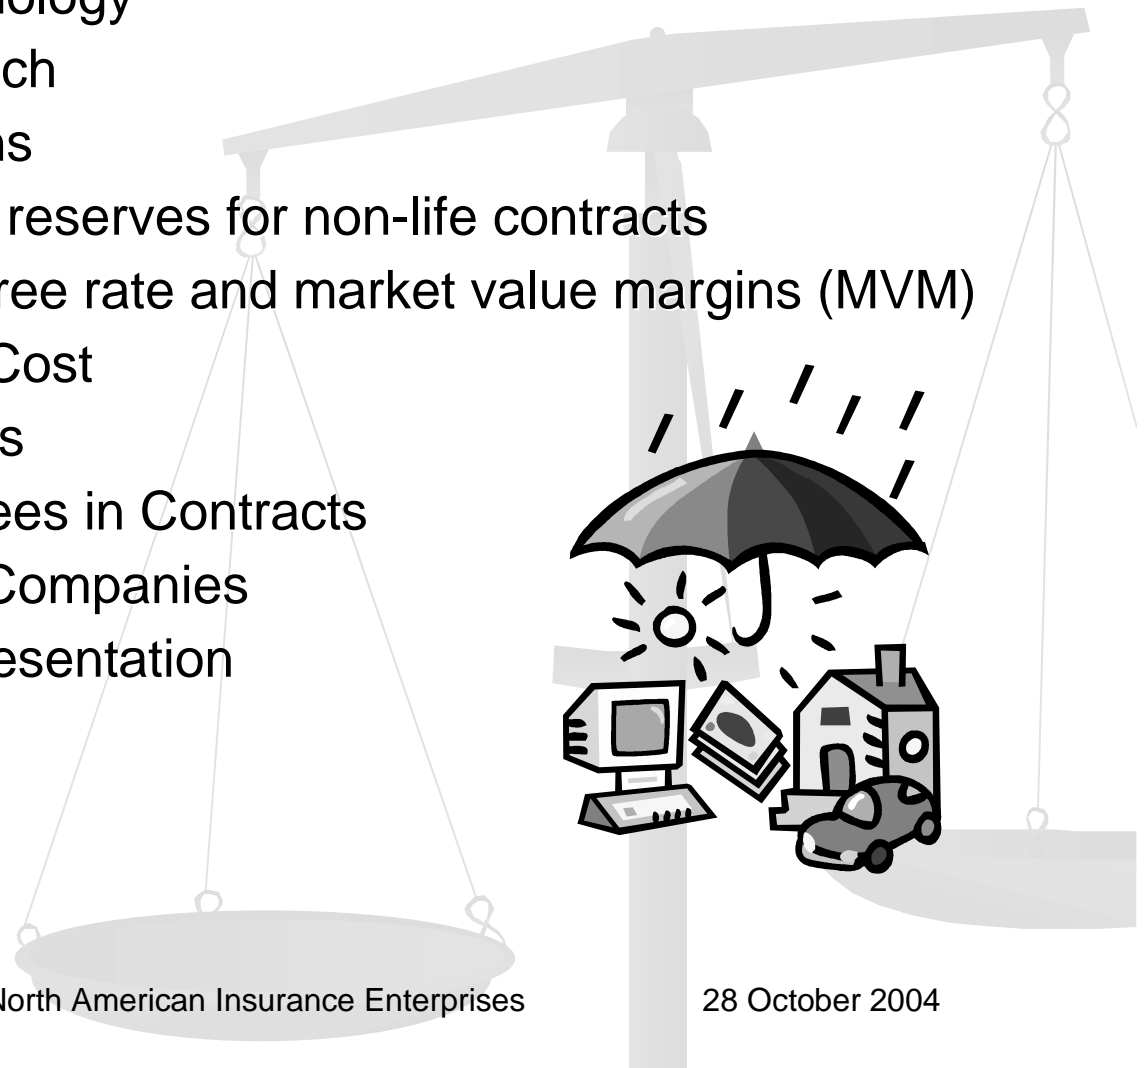 ology
ch
ns
reserves for non-life contracts
ree rate and market value margins (MVM)
Cost
s
ees in Contracts
Companies
esentation
North American Insurance Enterprises 28 October 2004